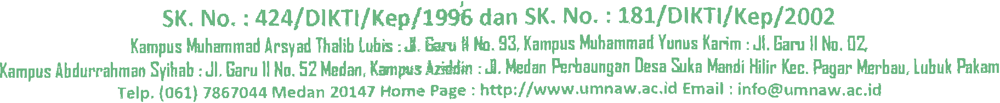 SK. No. : 424/DIKTI/Kep/1996 dan SK. No. : 181/DIKTI/Kep/2002
Kampus Muhammad Arsyad Thalib Lubis : Jl. Garu II No. 93, Kampus Muhammad Yunus Karim : Jl. Garu II No. 02,
Kampus Abdurrahman Syihab : Jl. Garu II No. 52 Medan, Kampus Aziddin : Jl. Medan Perbaungan Desa Suka Mandi Hilir Kec. Pagar Merbau, Lubuk Pakam
Telp. (061) 7867044 Medan 20147 Home Page : http://www.umnaw.ac.id Email : info@umnaw.ac.id